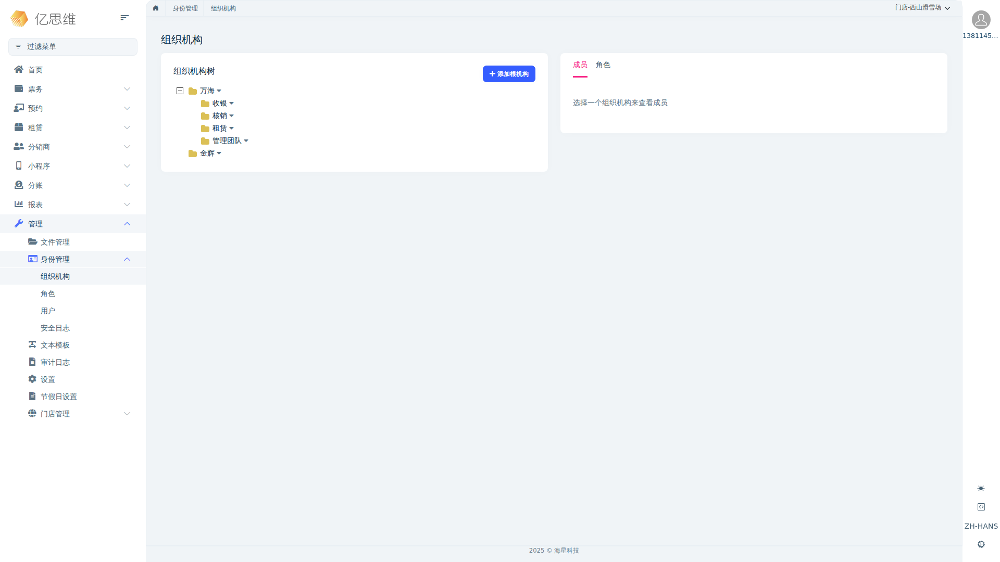 亿思维
过滤菜单
首页
票务
预约
租赁
分销商
小程序
分账
报表
管理
文件管理
身份管理
组织机构
角色
用户
安全日志
文本模板
审计日志
设置
节假日设置
门店管理
身份管理 组织机构
门店-西山滑雪场
组织机构
组织机构树
添加根机构
万海
收银
核销
租赁
管理团队
金辉
成员 角色
选择一个组织机构来查看成员
1381145...
ZH-HANS
2025 © 海星科技